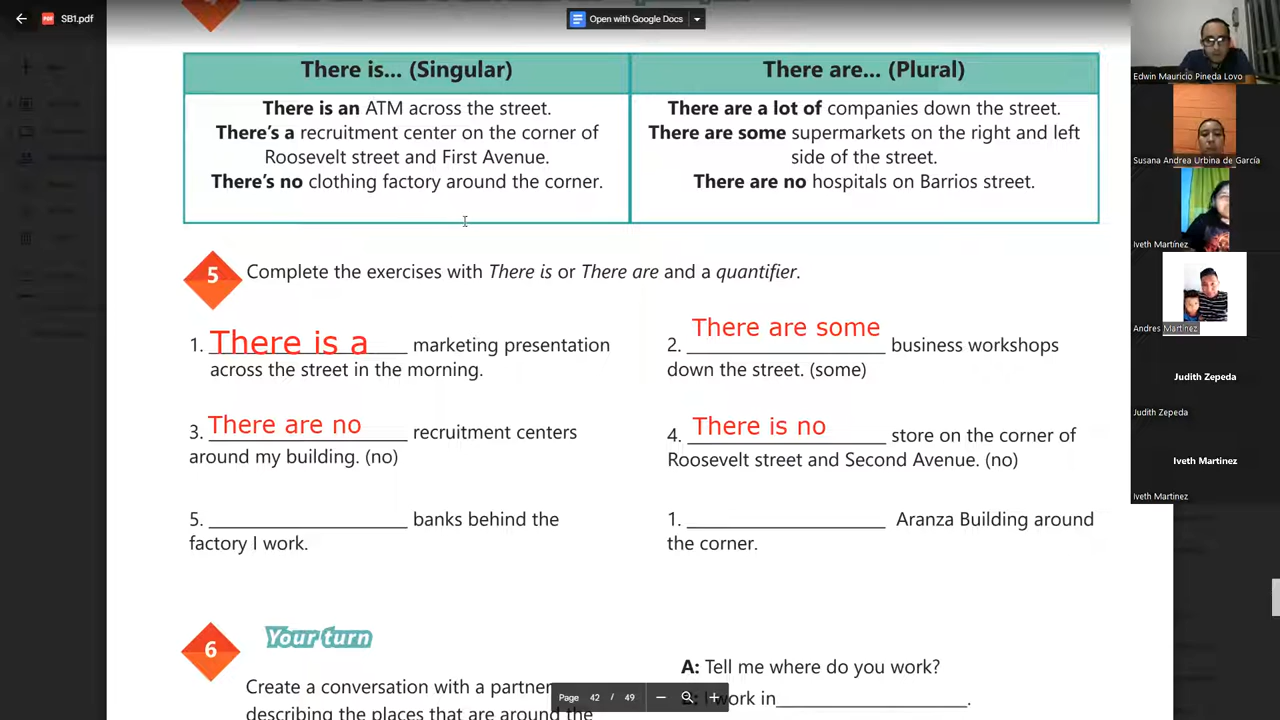 SB1.pdf
Open with Google Docs
There is... (Singular)
There are... (Plural)
There is an ATM across the street.
There's a recruitment center on the corner of
Roosevelt street and First Avenue.
There's no clothing factory around the corner.
There are a lot of companies down the street.
There are some supermarkets on the right and left
side of the street.
There are no hospitals on Barrios street.
5
Complete the exercises with There is or There are and a quantifier.
1. There is a marketing presentation
across the street in the morning.
2. There are some business workshops
down the street. (some)
3. There are no recruitment centers
around my building. (no)
4. There is no store on the corner of
Roosevelt street and Second Avenue. (no)
5. ____________________ banks behind the
factory I work.
1. ____________________ Aranza Building around
the corner.
6
Your turn
Create a conversation with a partner
describing the places that are around the
A: Tell me where do you work?
I work in____________________.
Page 42 / 49
Edwin Mauricio Pineda Lovo
Susana Andrea Urbina de García
Iveth Martínez
Andres Martinez
Judith Zepeda
Judith Zepeda
Iveth Martinez
Iveth Martinez